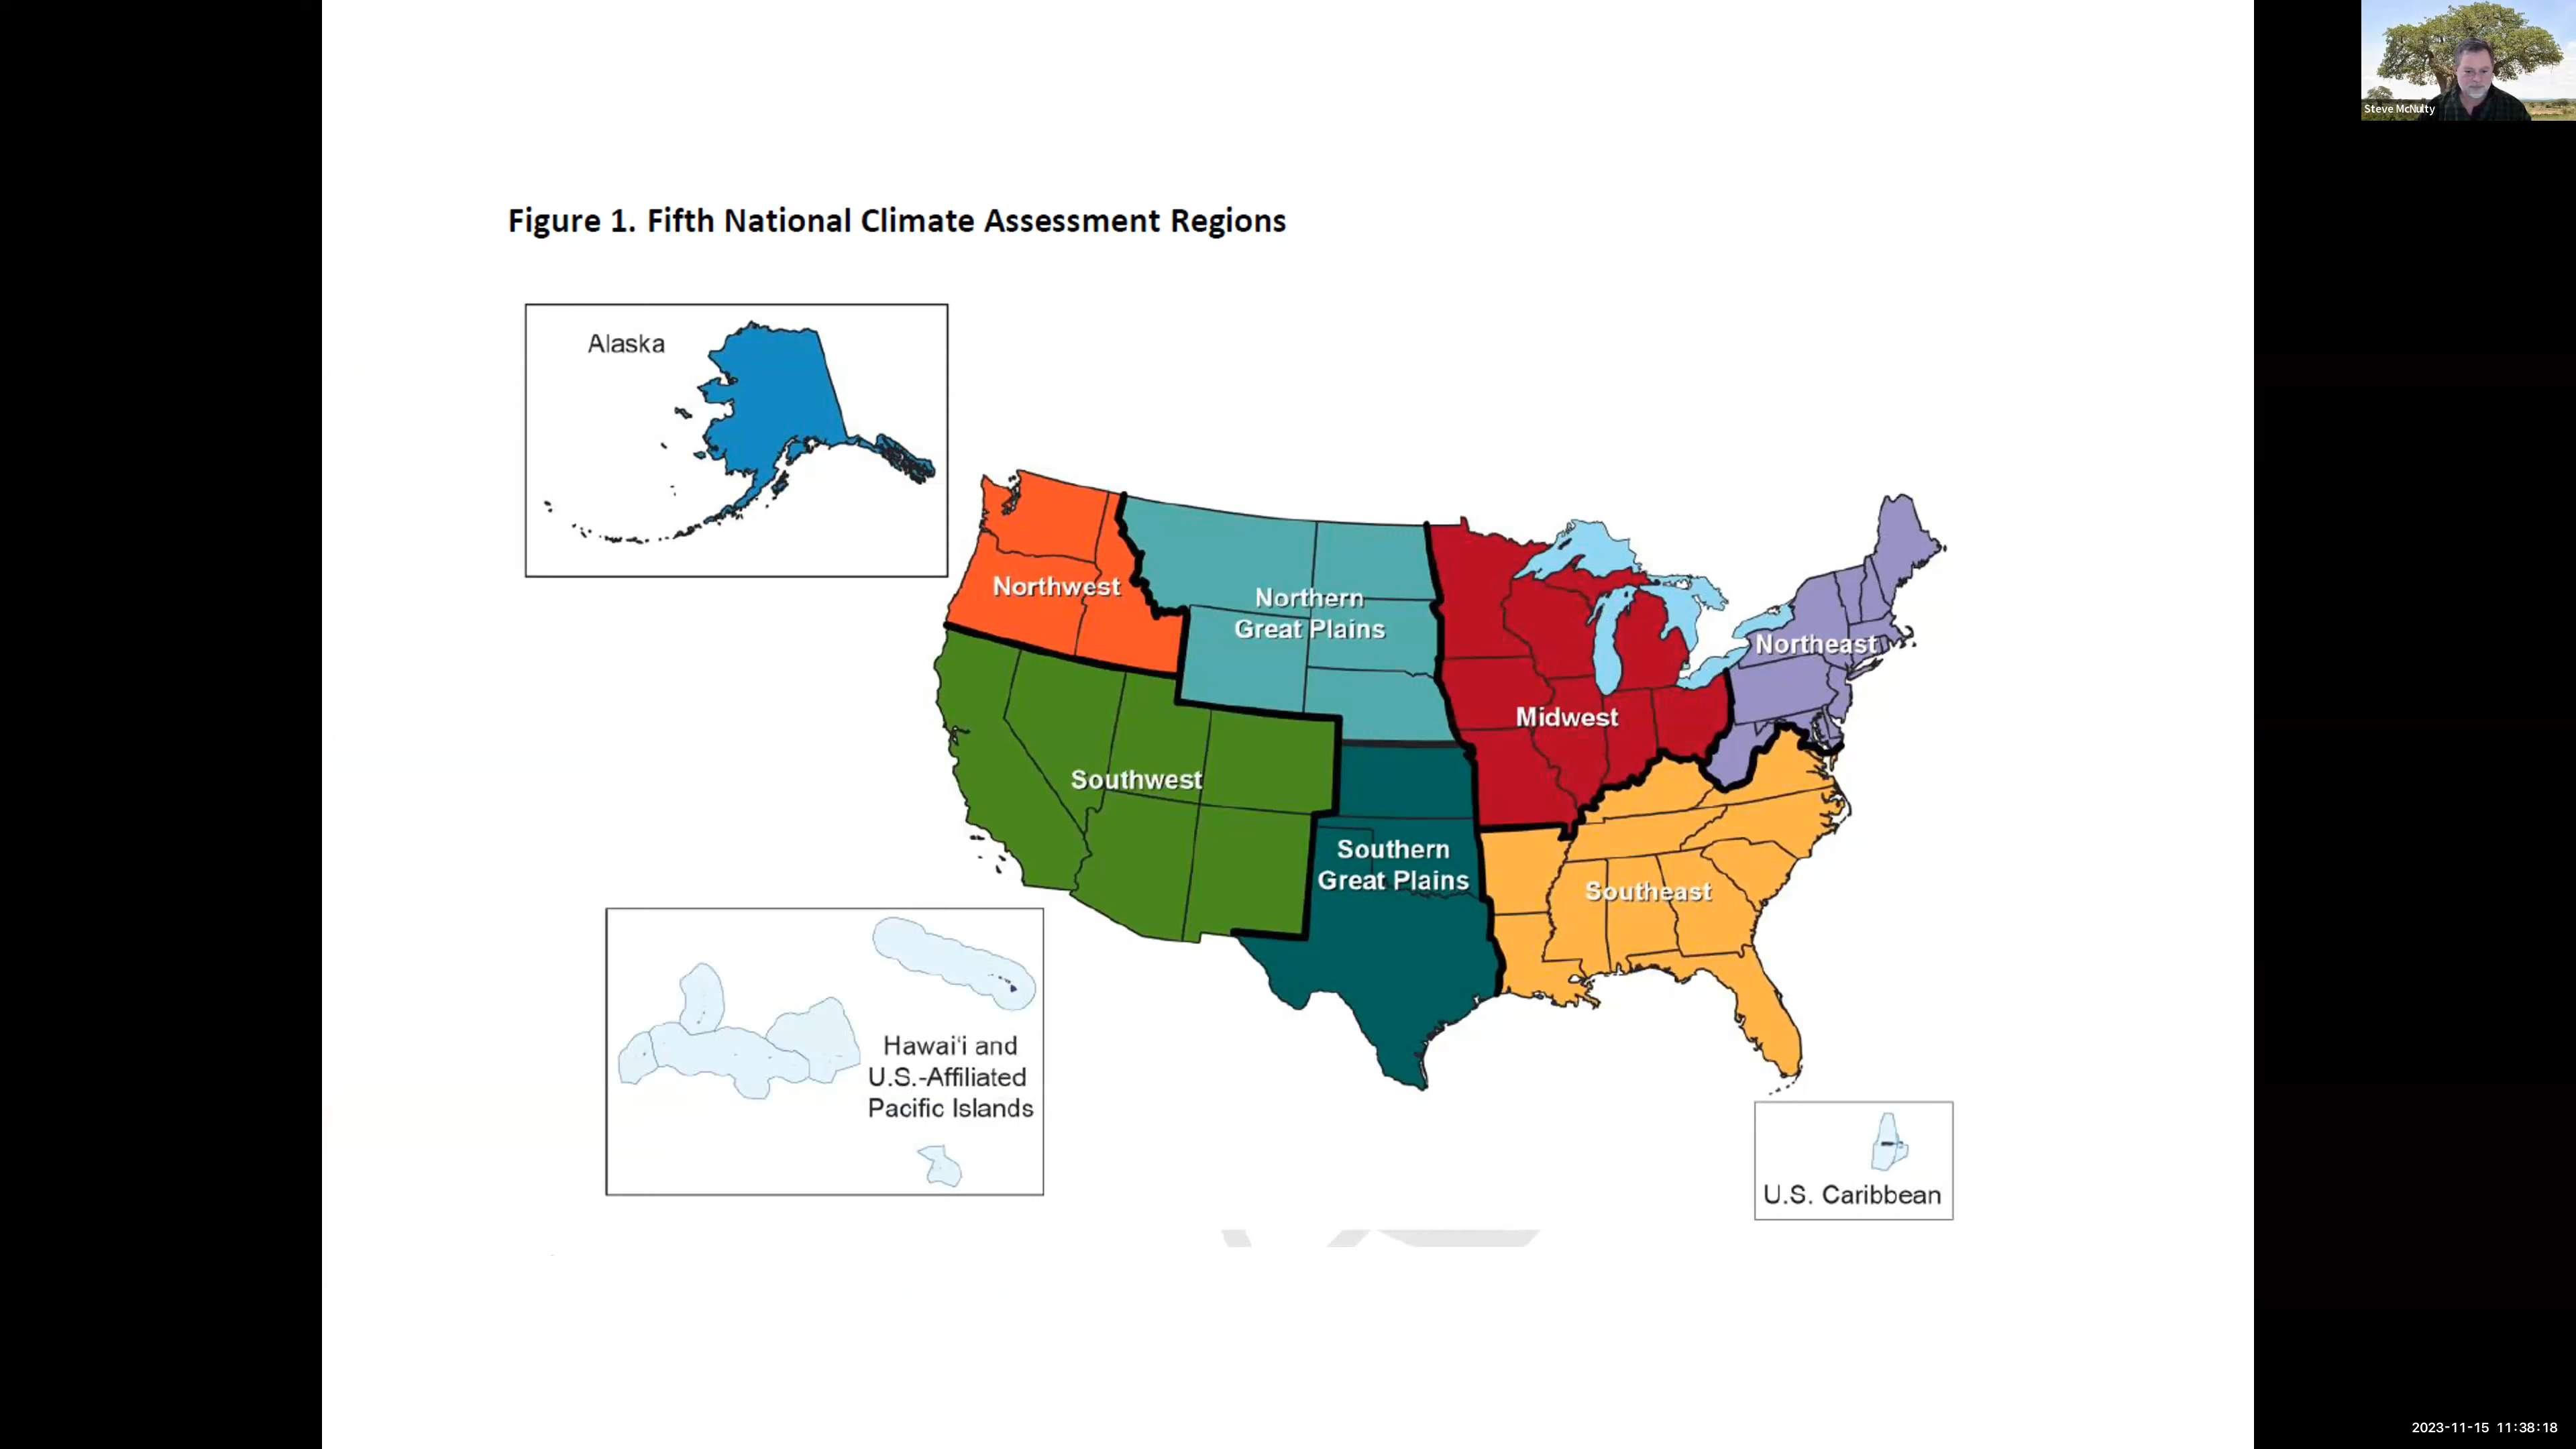 Steve McNulty
Figure 1. Fifth National Climate Assessment Regions
Alaska
Northwest
Northern
Great Plains
Northeast
Midwest
Southwest
Southern
Great Plains
Southeast
Hawai'i and
U.S.-Affiliated
Pacific Islands
U.S. Caribbean
2023-11-15 11:38:18